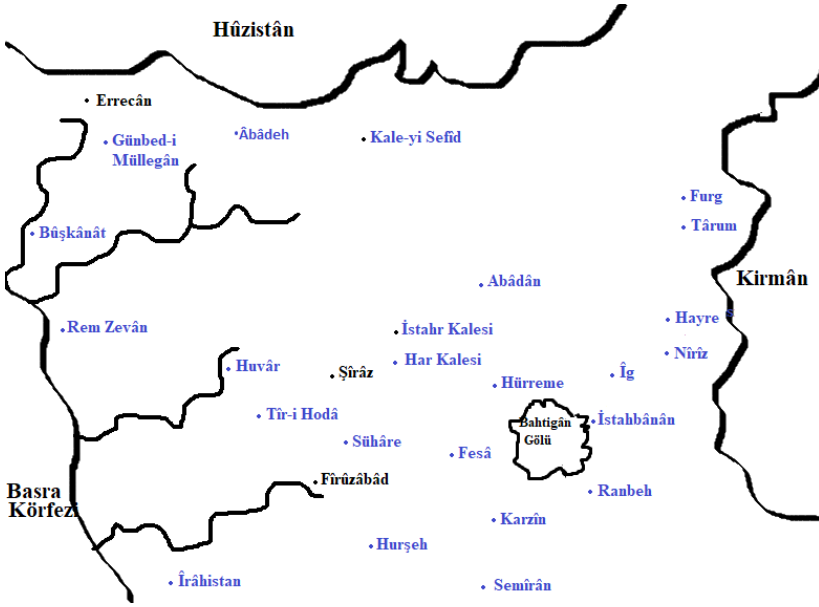 Hûzistân
Errecân
Günbed-i
Müllegân
Âbâdeh
Kale-yi Sefîd
Furg
Târum
Bûşkânât
Kirmân
Abâdân
Hayre
Rem Zevân
İstahr Kalesi
Har Kalesi
Nîrîz
Huvâr
Şîrâz
Îg
Hürreme
Tîr-i Hodâ
İstahbânân
Bahtigân
Gölü
Sühâre
Fesâ
Fîrûzâbâd
Ranbeh
Basra
Körfezi
Karzîn
Hurşeh
Îrâhistan
Semîrân